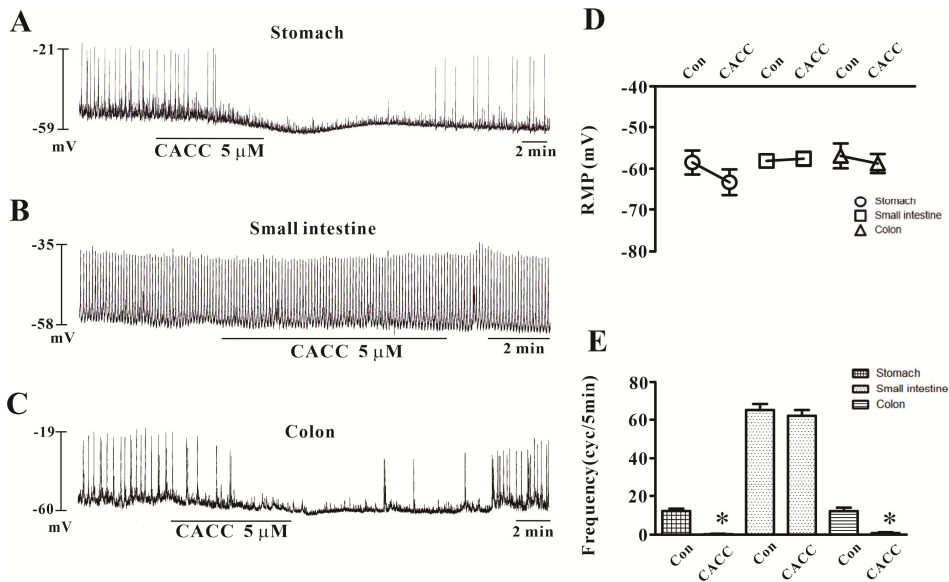 A
Stomach
-21
-59
mV
CACC 5 μM
2 min
B
Small intestine
-35
-58
mV
CACC 5 μM
2 min
C
Colon
-19
-60
mV
CACC 5 μM
2 min
D
Con CACC Con CACC Con CACC
-40
-50
-60
-70
-80
RMP (mV)
Stomach
Small intestine
Colon
E
Stomach
Small intestine
Colon
80
60
40
20
10
0
Frequency(cyc/5min)
* *
Con CACC Con CACC Con CACC